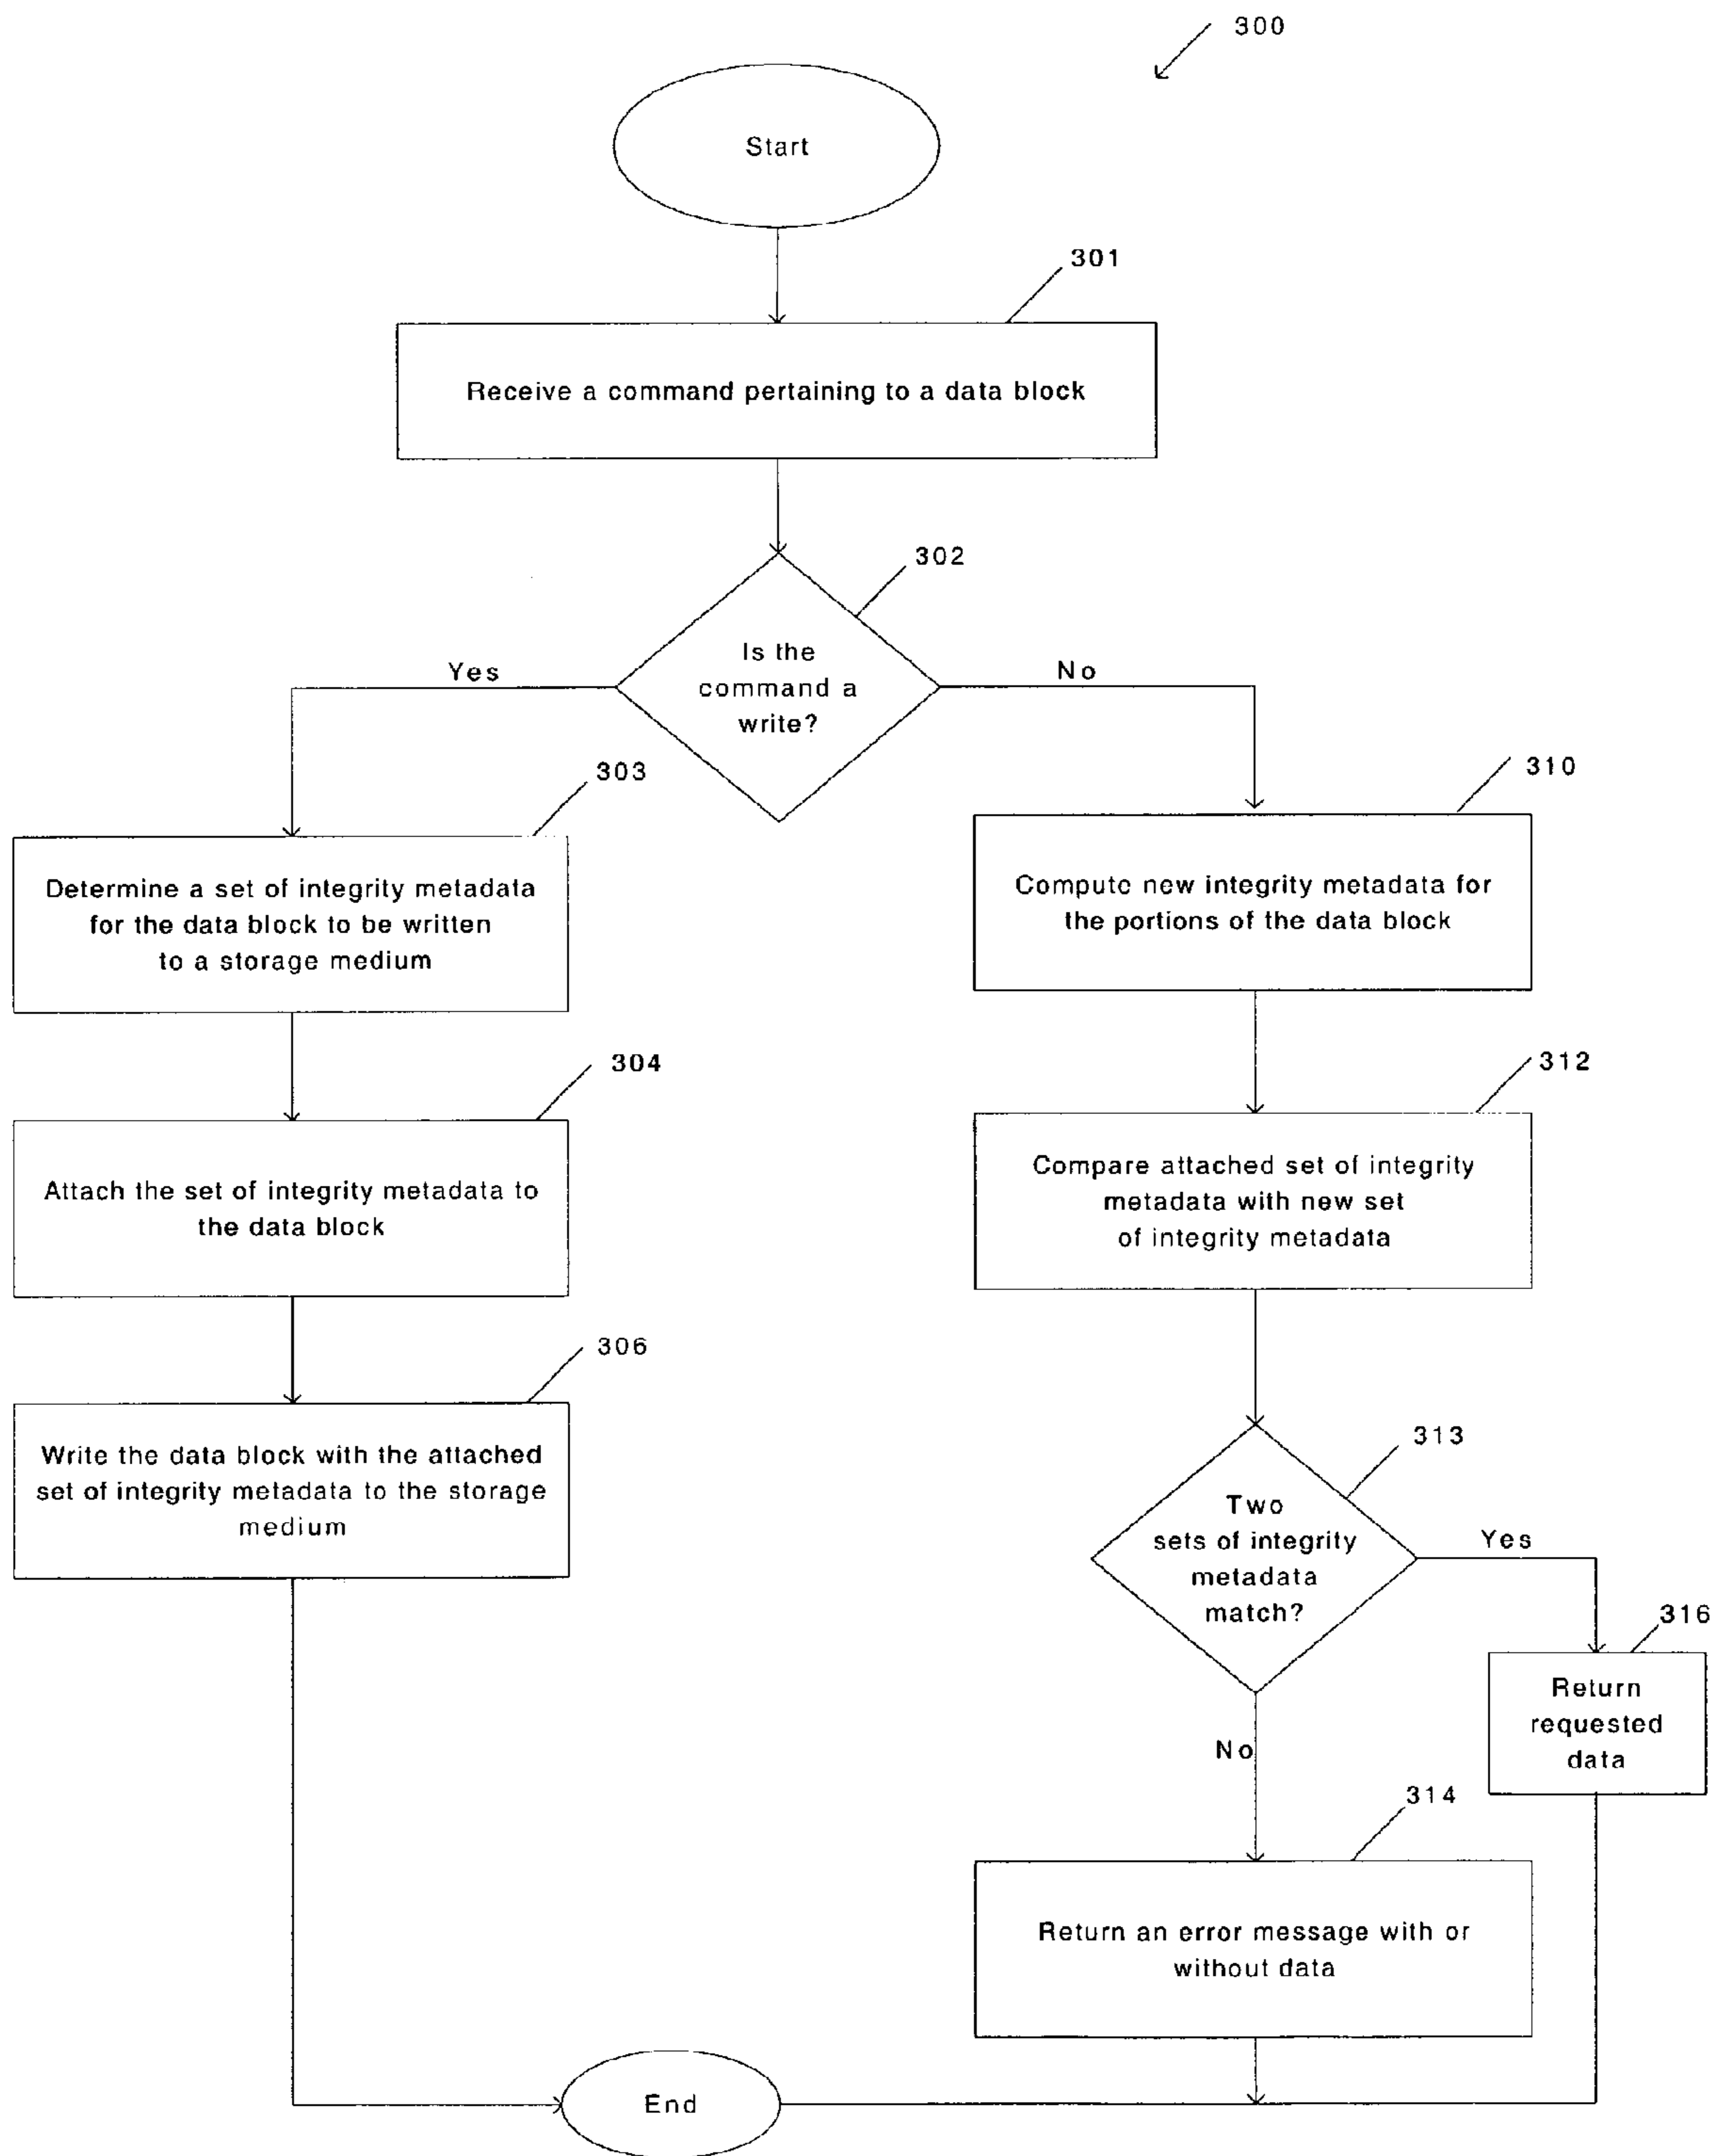 300
Start
301
Receive a command pertaining to a data block
302
Is the
command a
write?
Yes
No
303
Determine a set of integrity metadata
for the data block to be written
to a storage medium
310
Compute new integrity metadata for
the portions of the data block
304
Attach the set of integrity metadata to
the data block
312
Compare attached set of integrity
metadata with new set
of integrity metadata
306
Write the data block with the attached
set of integrity metadata to the storage
medium
313
Two
sets of integrity
metadata
match?
Yes
316
Return
requested
data
No
314
Return an error message with or
without data
End